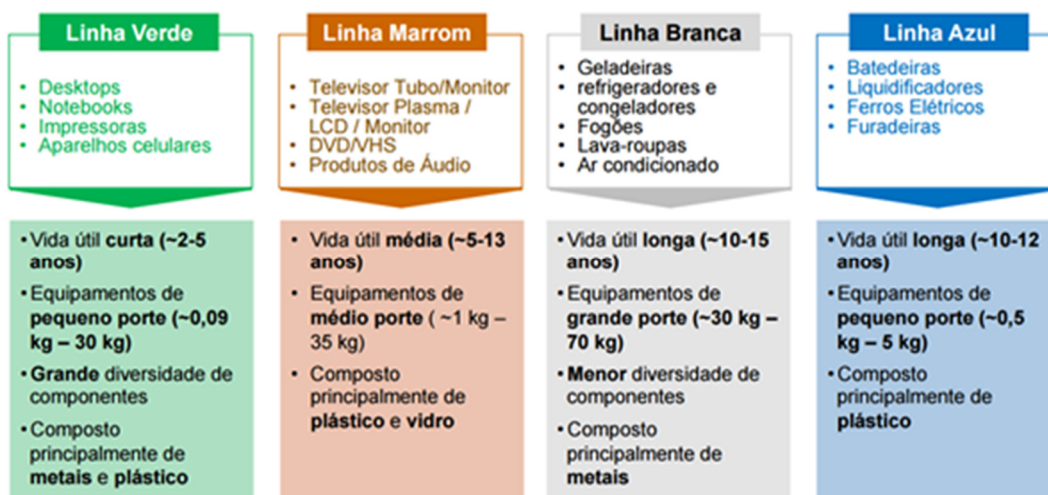 Linha Verde
• Desktops
• Notebooks
• Impressoras
• Aparelhos celulares
• Vida útil curta (~2-5
anos)
• Equipamentos de
pequeno porte (~0,09
kg – 30 kg)
• Grande diversidade de
componentes
• Composto
principalmente de
metais e plástico
Linha Marrom
• Televisor Tubo/Monitor
• Televisor Plasma /
LCD / Monitor
• DVD/VHS
• Produtos de Áudio
• Vida útil média (~5-13
anos)
• Equipamentos de
médio porte ( ~1 kg –
35 kg)
• Composto
principalmente de
plástico e vidro
Linha Branca
• Geladeiras
• refrigeradores e
congeladores
• Fogões
• Lava-roupas
• Ar condicionado
• Vida útil longa (~10-15
anos)
• Equipamentos de
grande porte (~30 kg –
70 kg)
• Menor diversidade de
componentes
• Composto
principalmente de
metais
Linha Azul
• Batedeiras
• Liquidificadores
• Ferros Elétricos
• Furadeiras
• Vida útil longa (~10-12
anos)
• Equipamentos de
pequeno porte (~0,5
kg – 5 kg)
• Composto
principalmente de
plástico